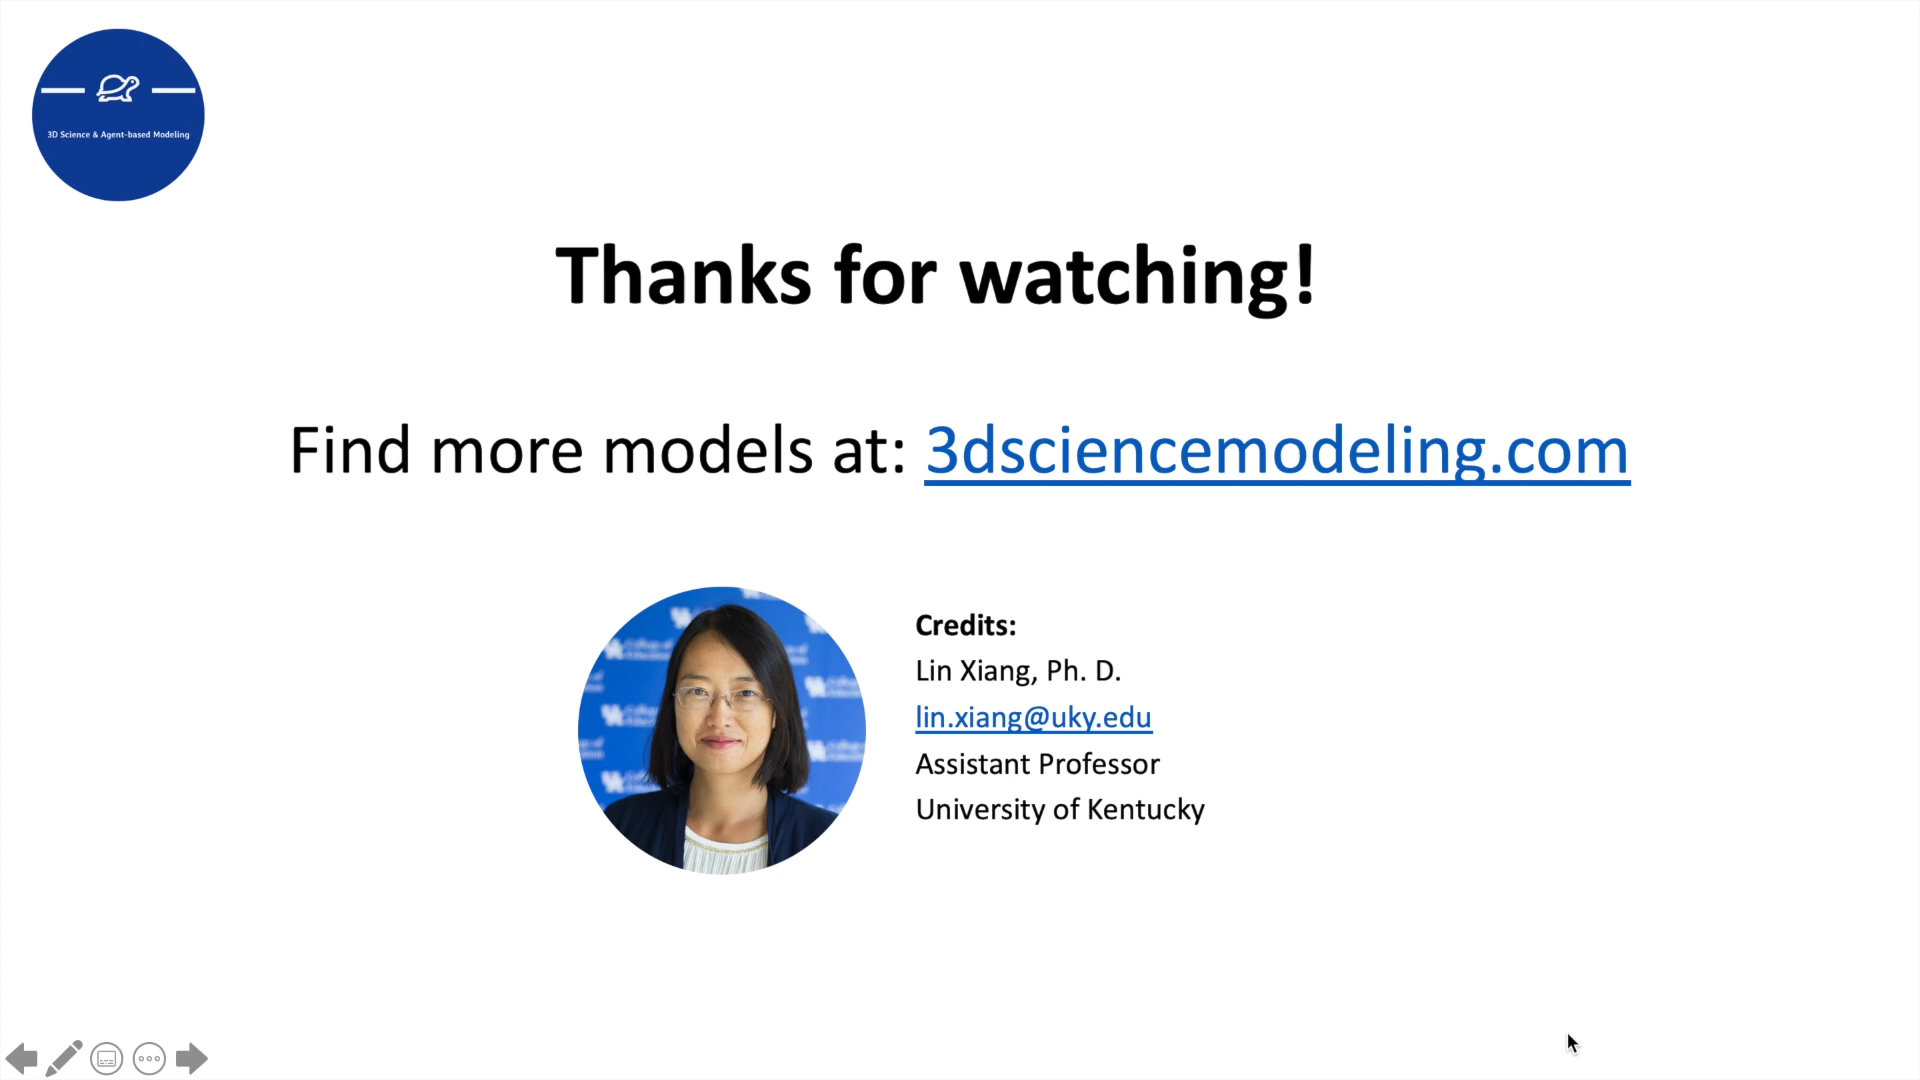 3D Science & Agent-based Modeling
Thanks for watching!
Find more models at: 3dsciencemodeling.com
Credits:
Lin Xiang, Ph. D.
lin.xiang@uky.edu
Assistant Professor
University of Kentucky